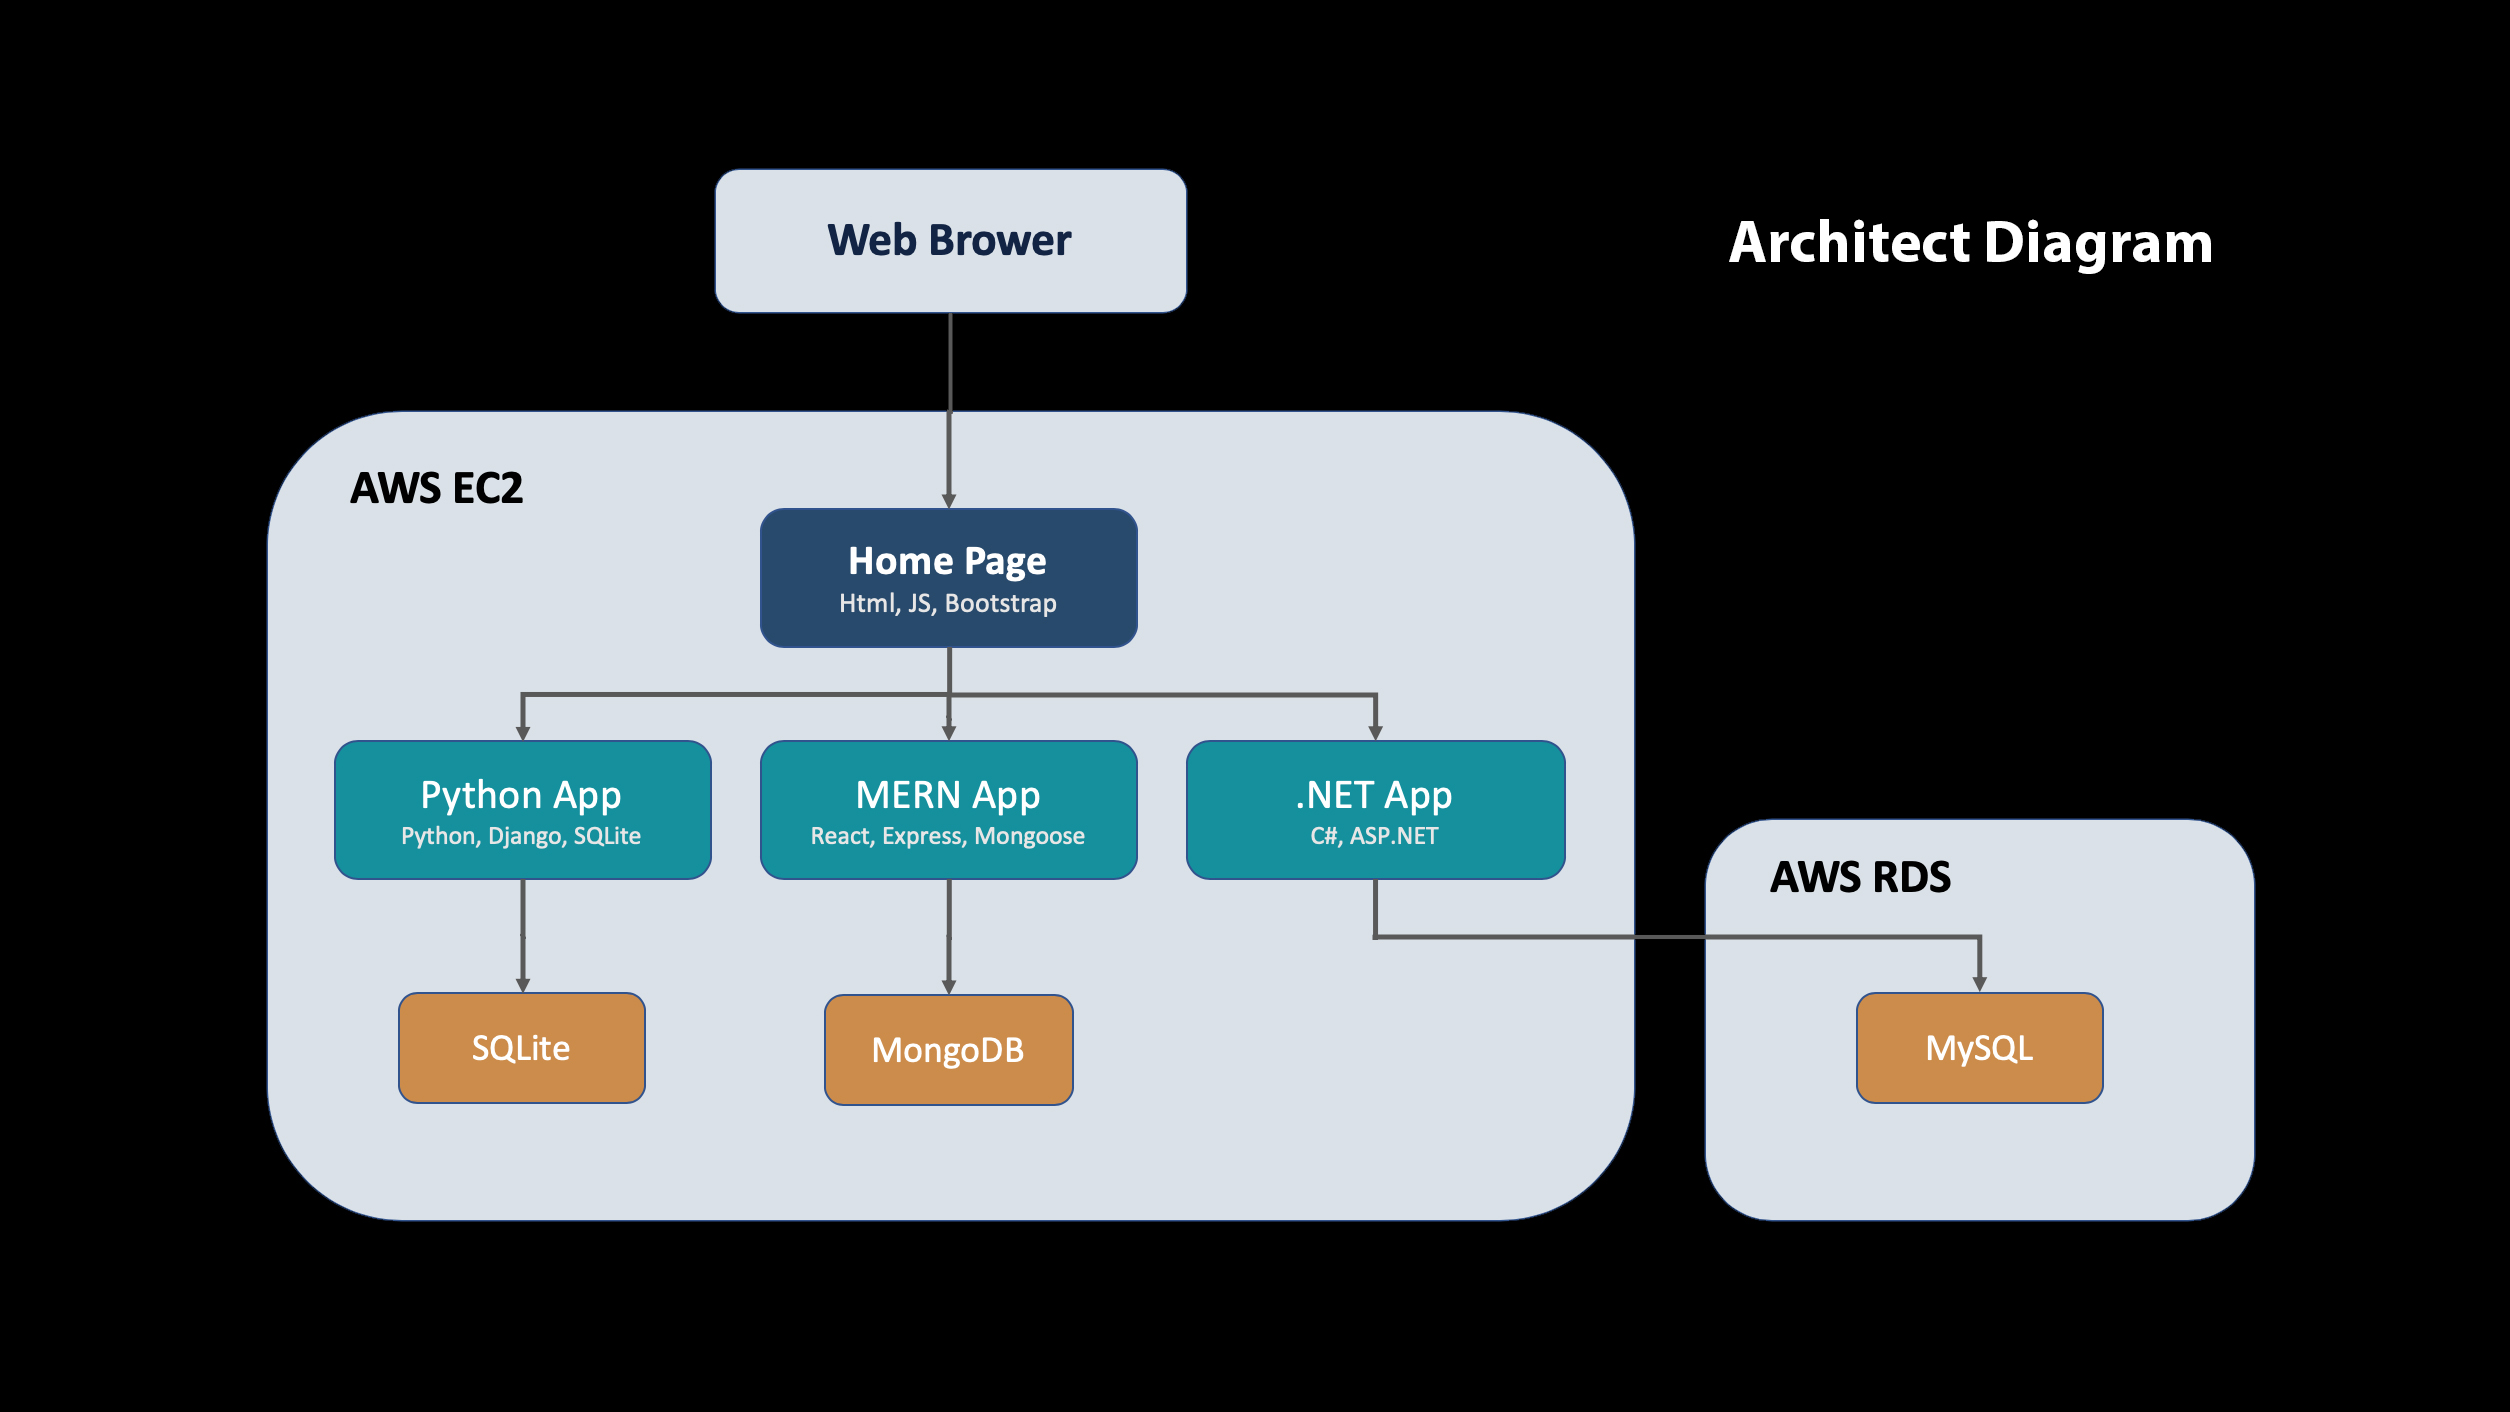 Web Brower
Architect Diagram
AWS EC2
Home Page
Html, JS, Bootstrap
Python App
Python, Django, SQLite
MERN App
React, Express, Mongoose
.NET App
C#, ASP.NET
AWS RDS
SQLite
MongoDB
MySQL